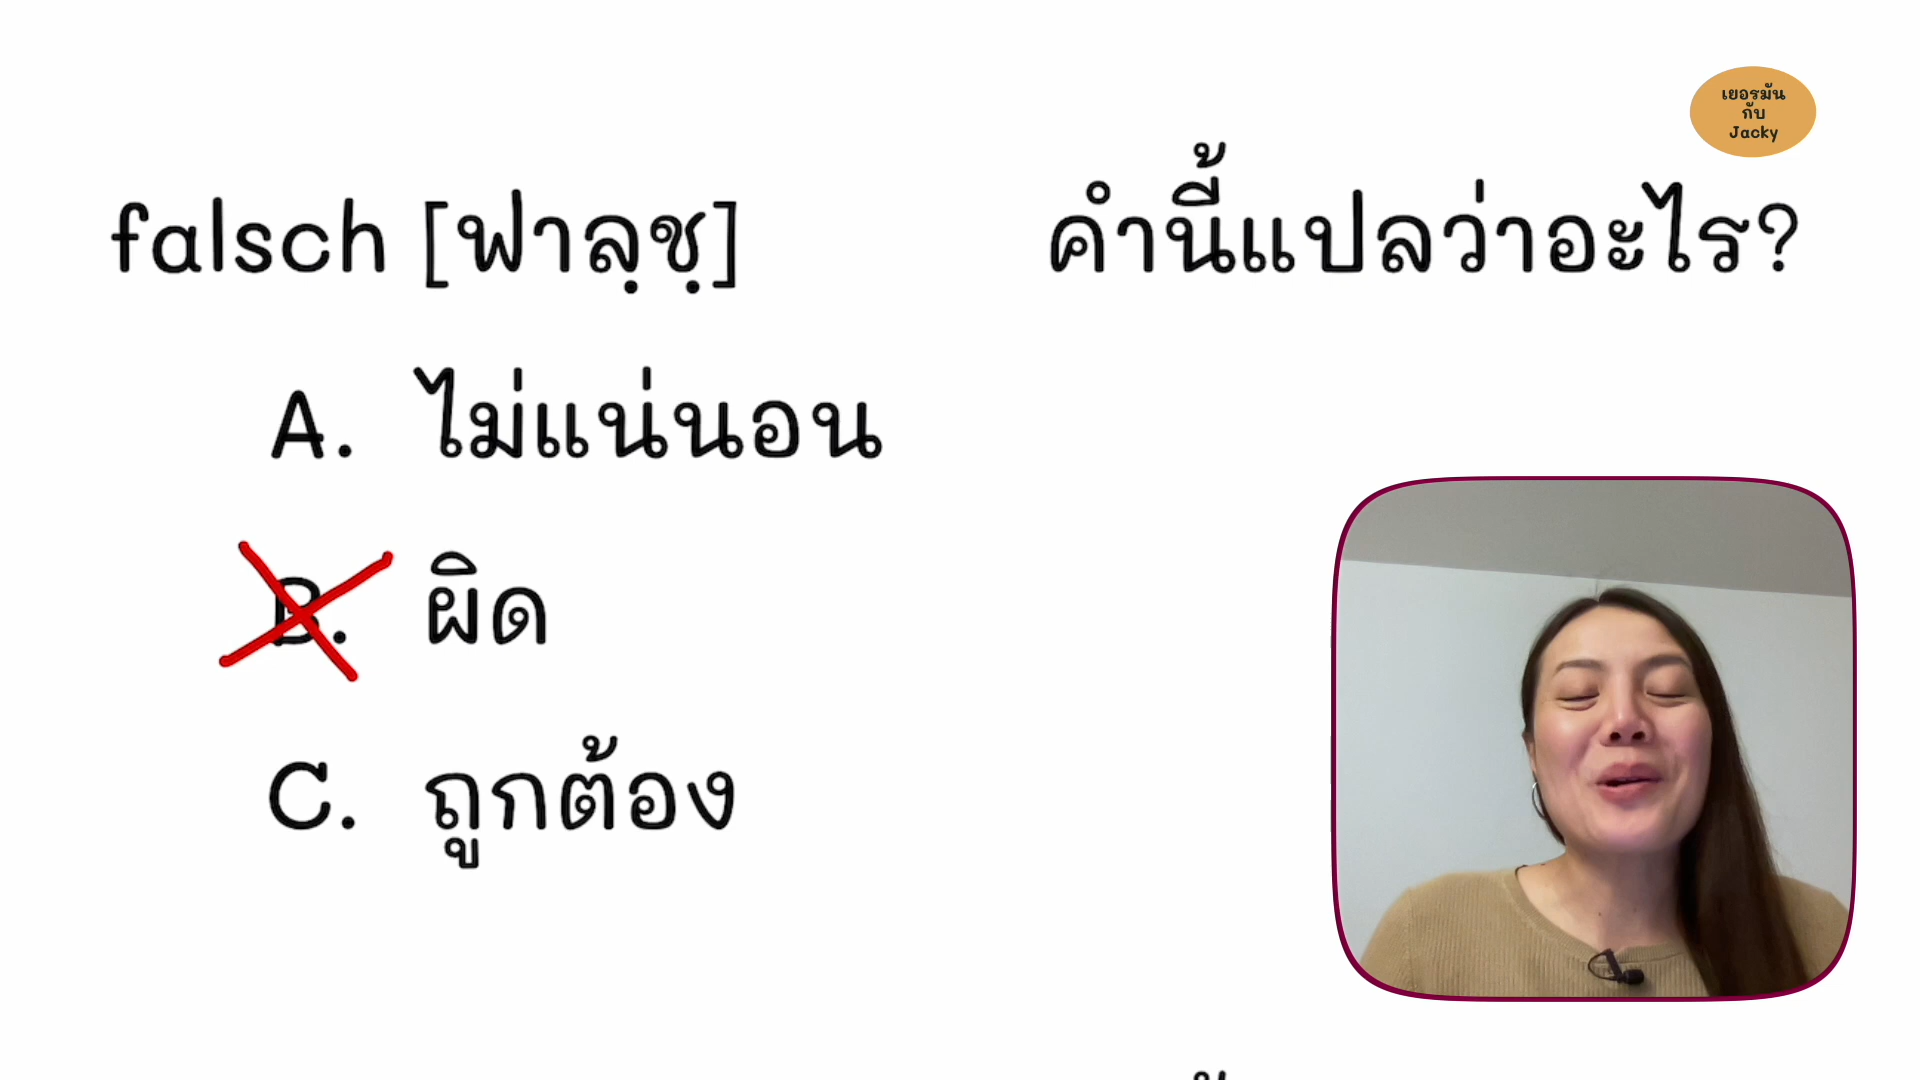 เยอรมัน
กับ
Jacky
falsch [ฟาลฺชฺ] คำนี้แปลว่าอะไร?
A. ไม่แน่นอน
B. ผิด
C. ถูกต้อง